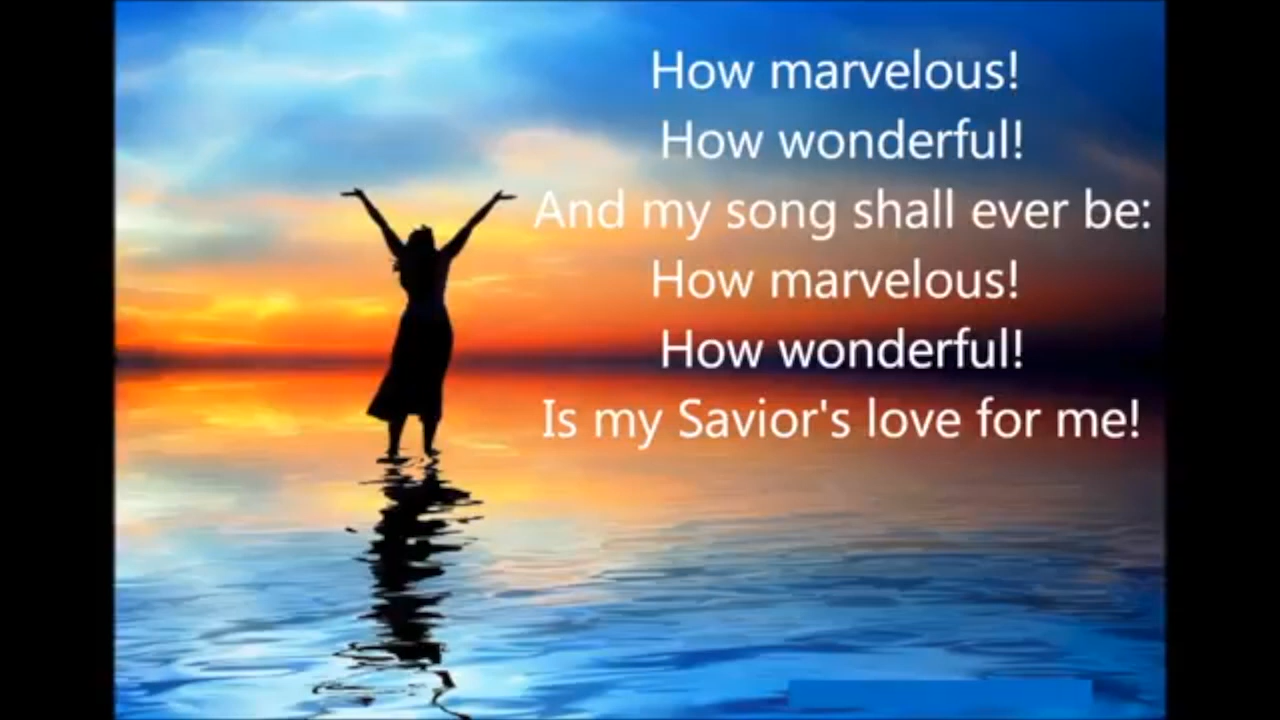 How marvelous!
How wonderful!
And my song shall ever be:
How marvelous!
How wonderful!
Is my Savior's love for me!